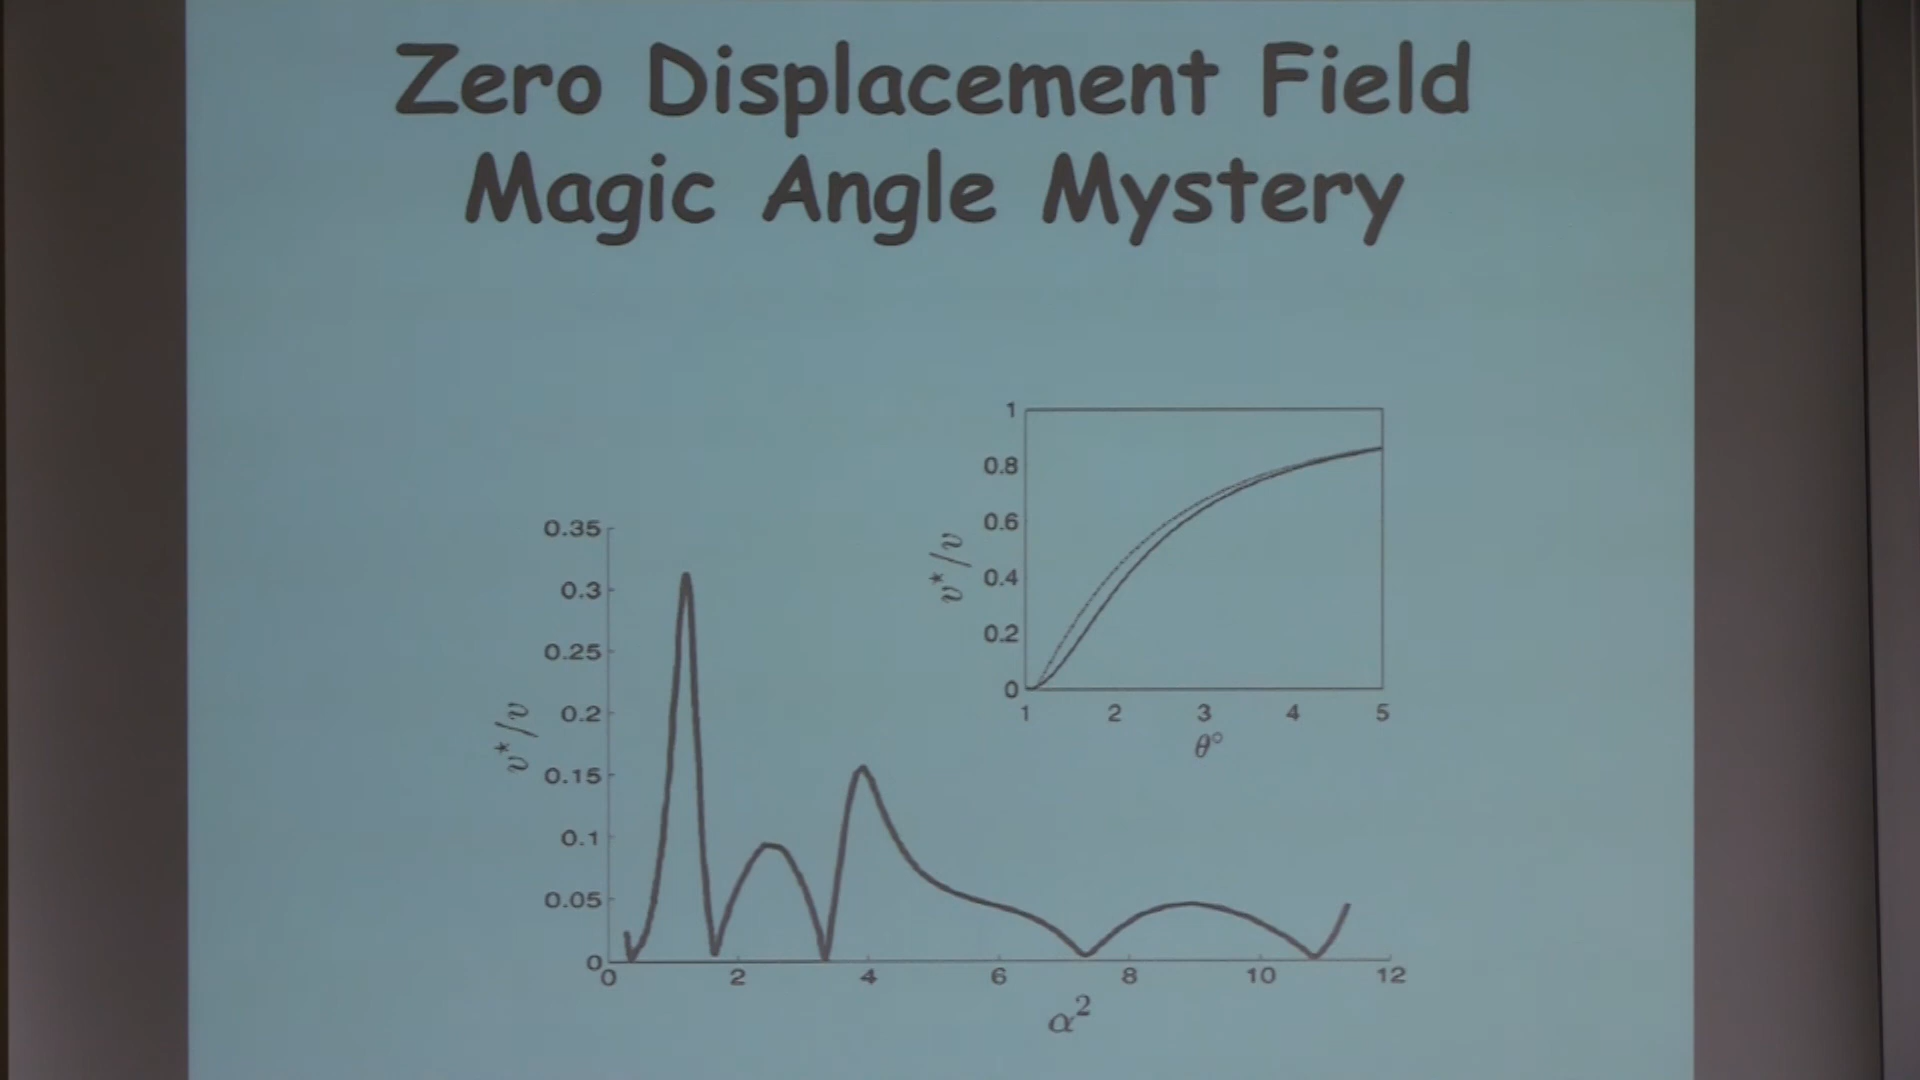 Zero Displacement Field
Magic Angle Mystery
1
0.8
0.6
0.4
0.2
0
v*/v
1 2 3 4 5
θ°
0.35
0.3
0.25
0.2
0.15
0.1
0.05
0
v*/v
0 2 4 6 8 10 12
α²